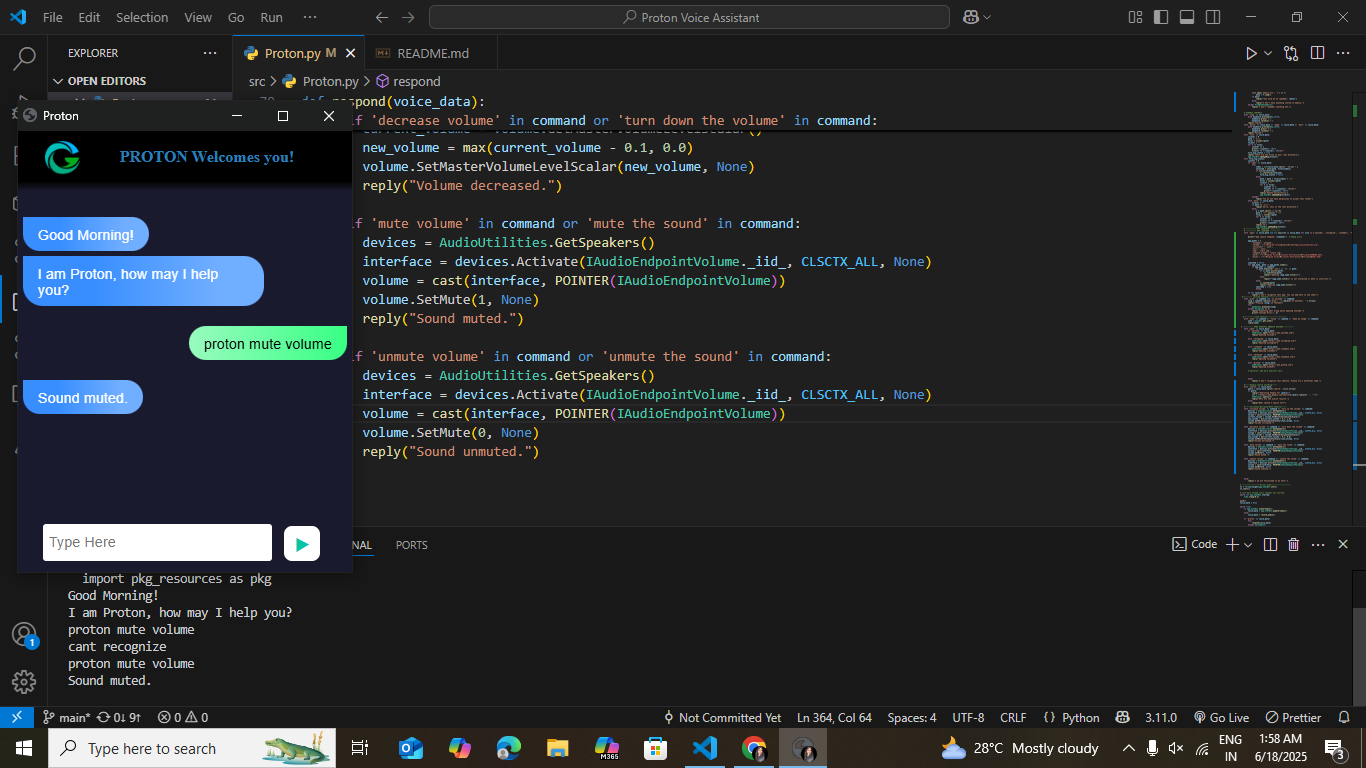 File Edit Selection View Go Run ···
Proton Voice Assistant
EXPLORER ···
OPEN EDITORS
Proton.py M
README.md
src > Proton.py > respond
respond(voice_data):
f 'decrease volume' in command or 'turn down the volume' in command:
new_volume = max(current_volume - 0.1, 0.0)
volume.SetMasterVolumeLevelScalar(new_volume, None)
reply("Volume decreased.")
f 'mute volume' in command or 'mute the sound' in command:
devices = AudioUtilities.GetSpeakers()
interface = devices.Activate(IAudioEndpointVolume._iid_, CLSCTX_ALL, None)
volume = cast(interface, POINTER(IAudioEndpointVolume))
volume.SetMute(1, None)
reply("Sound muted.")
f 'unmute volume' in command or 'unmute the sound' in command:
devices = AudioUtilities.GetSpeakers()
interface = devices.Activate(IAudioEndpointVolume._iid_, CLSCTX_ALL, None)
volume = cast(interface, POINTER(IAudioEndpointVolume))
volume.SetMute(0, None)
reply("Sound unmuted.")
Proton
PROTON Welcomes you!
Good Morning!
I am Proton, how may I help
you?
proton mute volume
Sound muted.
Type Here
NAL PORTS
Code
import pkg_resources as pkg
Good Morning!
I am Proton, how may I help you?
proton mute volume
cant recognize
proton mute volume
Sound muted.
1
main* 0↓ 9↑ 0 0
Not Committed Yet Ln 364, Col 64 Spaces: 4 UTF-8 CRLF {} Python 3.11.0 Go Live Prettier
Type here to search
M365
28°C Mostly cloudy
ENG
IN
1:58 AM
6/18/2025
3